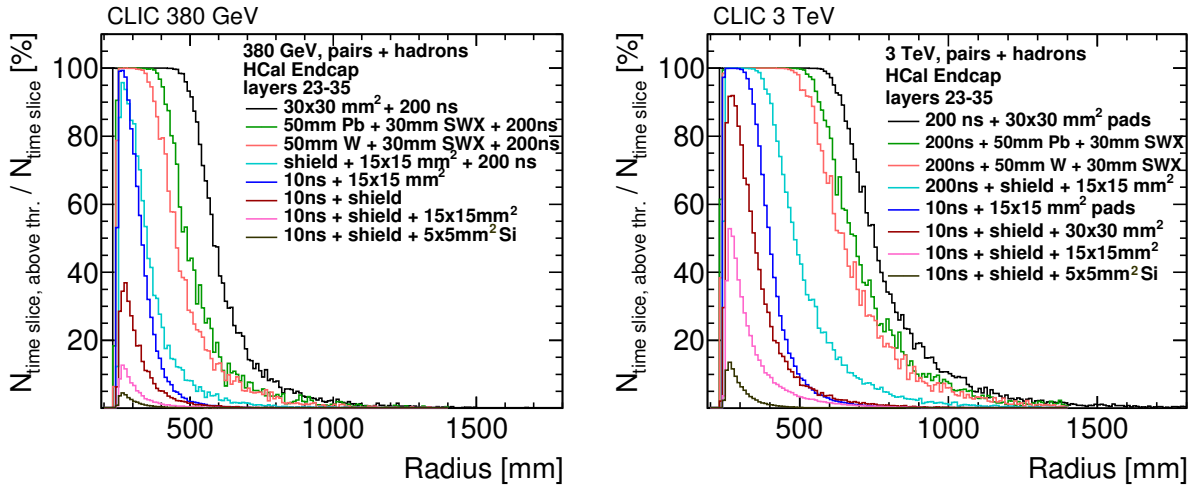 CLIC 380 GeV
N_time slice, above thr. / N_time slice [%]
380 GeV, pairs + hadrons
HCal Endcap
layers 23-35
30x30 mm² + 200 ns
50mm Pb + 30mm SWX + 200ns
50mm W + 30mm SWX + 200ns
shield + 15x15 mm² + 200 ns
10ns + 15x15 mm²
10ns + shield
10ns + shield + 15x15mm²
10ns + shield + 5x5mm² Si
100
80
60
40
20
500 1000 1500
Radius [mm]
CLIC 3 TeV
N_time slice, above thr. / N_time slice [%]
3 TeV, pairs + hadrons
HCal Endcap
layers 23-35
200 ns + 30x30 mm² pads
200ns + 50mm Pb + 30mm SWX
200ns + 50mm W + 30mm SWX
200ns + shield + 15x15 mm²
10ns + 15x15 mm² pads
10ns + shield + 30x30 mm²
10ns + shield + 15x15mm²
10ns + shield + 5x5mm² Si
100
80
60
40
20
500 1000 1500
Radius [mm]